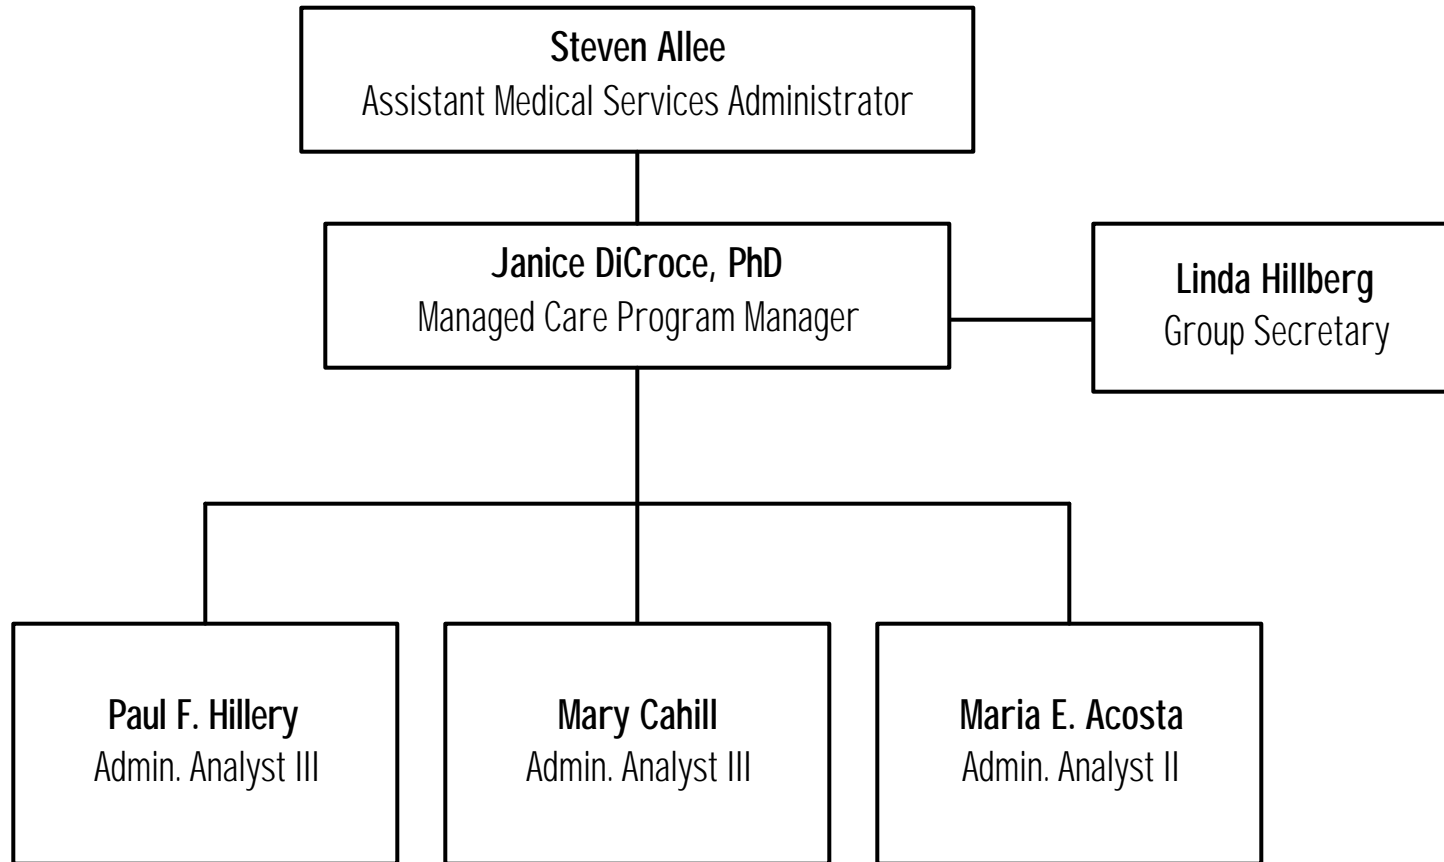 Steven Allee
Assistant Medical Services Administrator
Janice DiCroce, PhD
Managed Care Program Manager
Linda Hillberg
Group Secretary
Paul F. Hillery
Admin. Analyst III
Mary Cahill
Admin. Analyst III
Maria E. Acosta
Admin. Analyst II